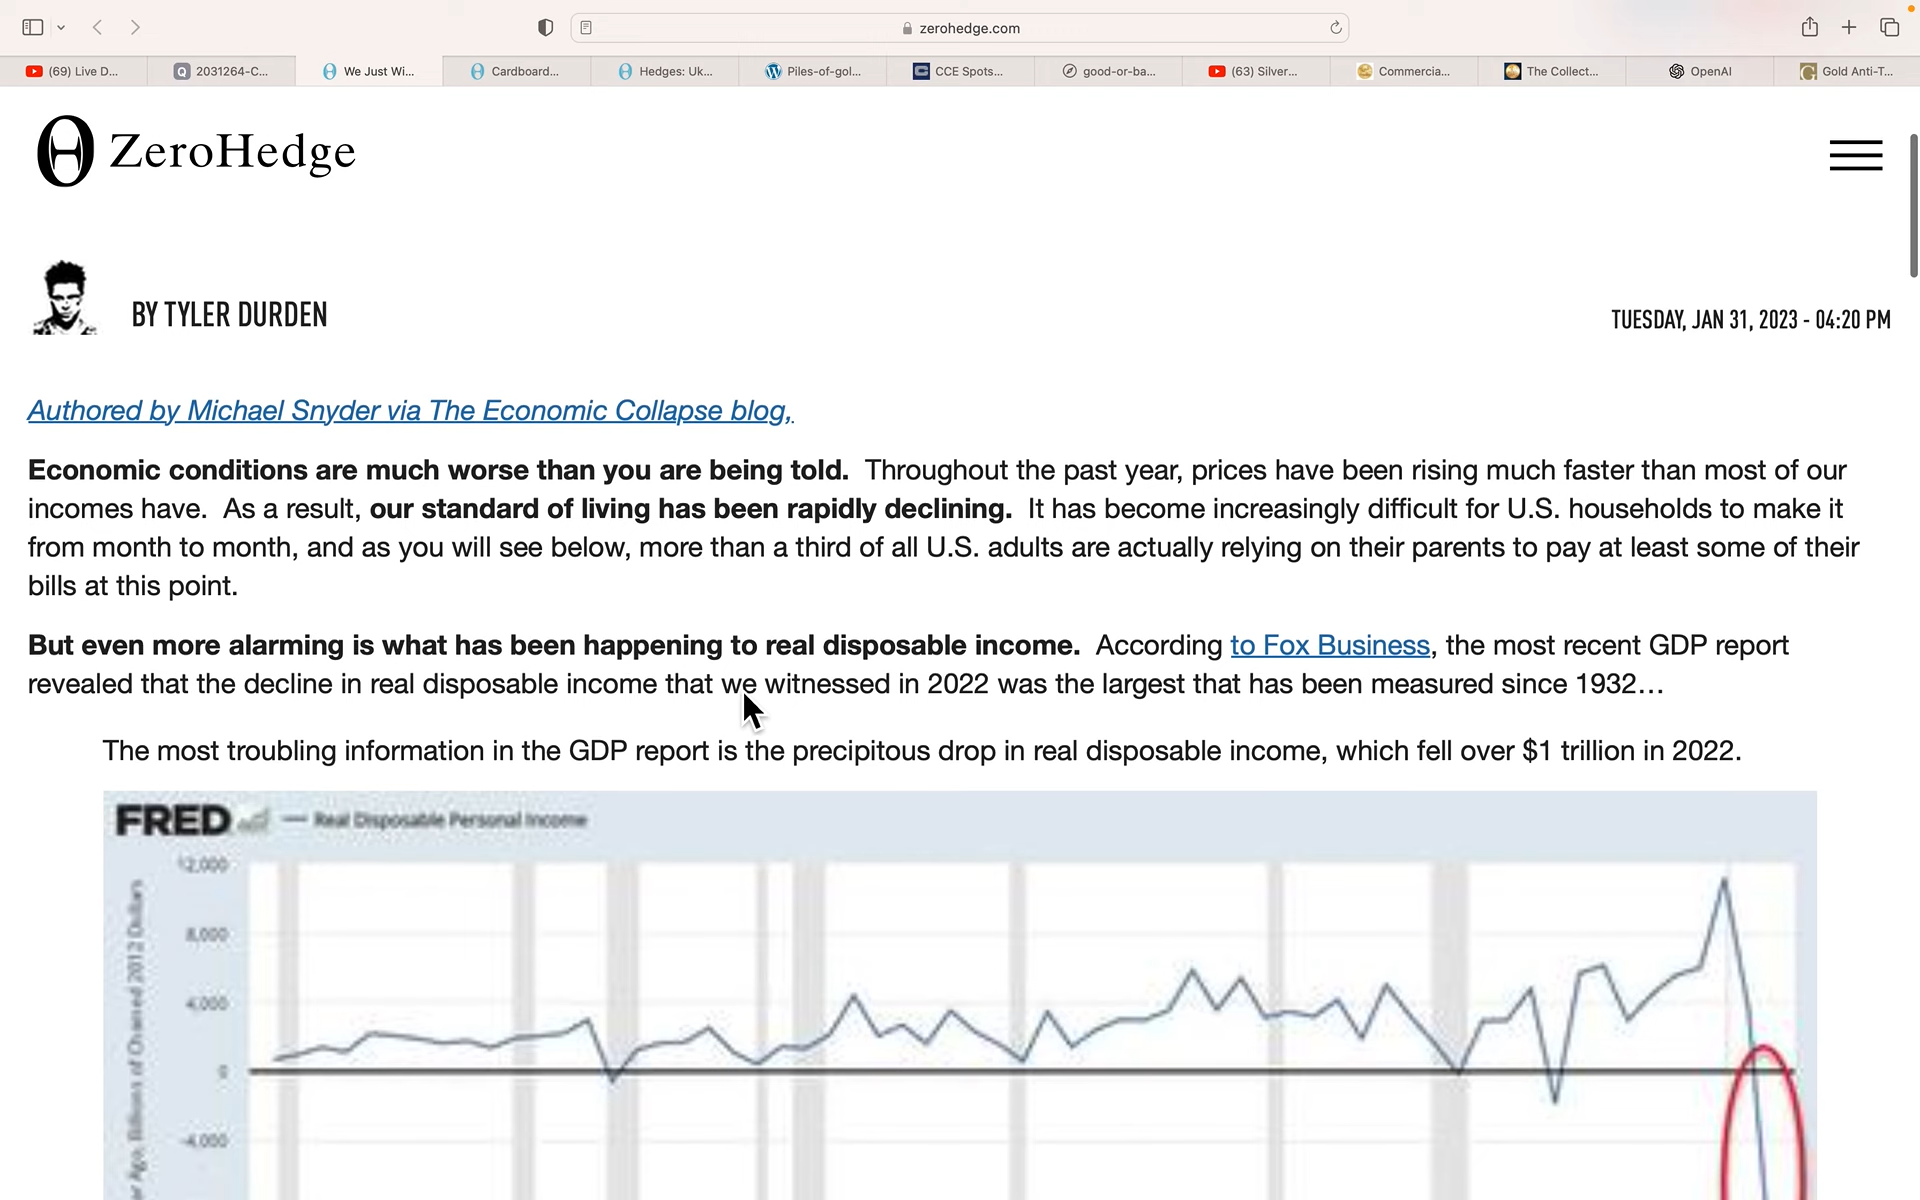 zerohedge.com
(69) Live D...
2031264-C...
We Just Wi...
Cardboard...
Hedges: Uk...
Piles-of-gol...
CCE Spots...
good-or-ba...
(63) Silver...
Commercia...
The Collect...
OpenAI
Gold Anti-T...
ZeroHedge
BY TYLER DURDEN
TUESDAY, JAN 31, 2023 - 04:20 PM
Authored by Michael Snyder via The Economic Collapse blog,
Economic conditions are much worse than you are being told.  Throughout the past year, prices have been rising much faster than most of our
incomes have.  As a result, our standard of living has been rapidly declining.  It has become increasingly difficult for U.S. households to make it
from month to month, and as you will see below, more than a third of all U.S. adults are actually relying on their parents to pay at least some of their
bills at this point.
But even more alarming is what has been happening to real disposable income.  According to Fox Business, the most recent GDP report
revealed that the decline in real disposable income that we witnessed in 2022 was the largest that has been measured since 1932…
The most troubling information in the GDP report is the precipitous drop in real disposable income, which fell over $1 trillion in 2022.
FRED
Real Disposable Personal Income
12,000
8,000
4,000
0
-4,000
Ago, Billions of Chained 2012 Dollars